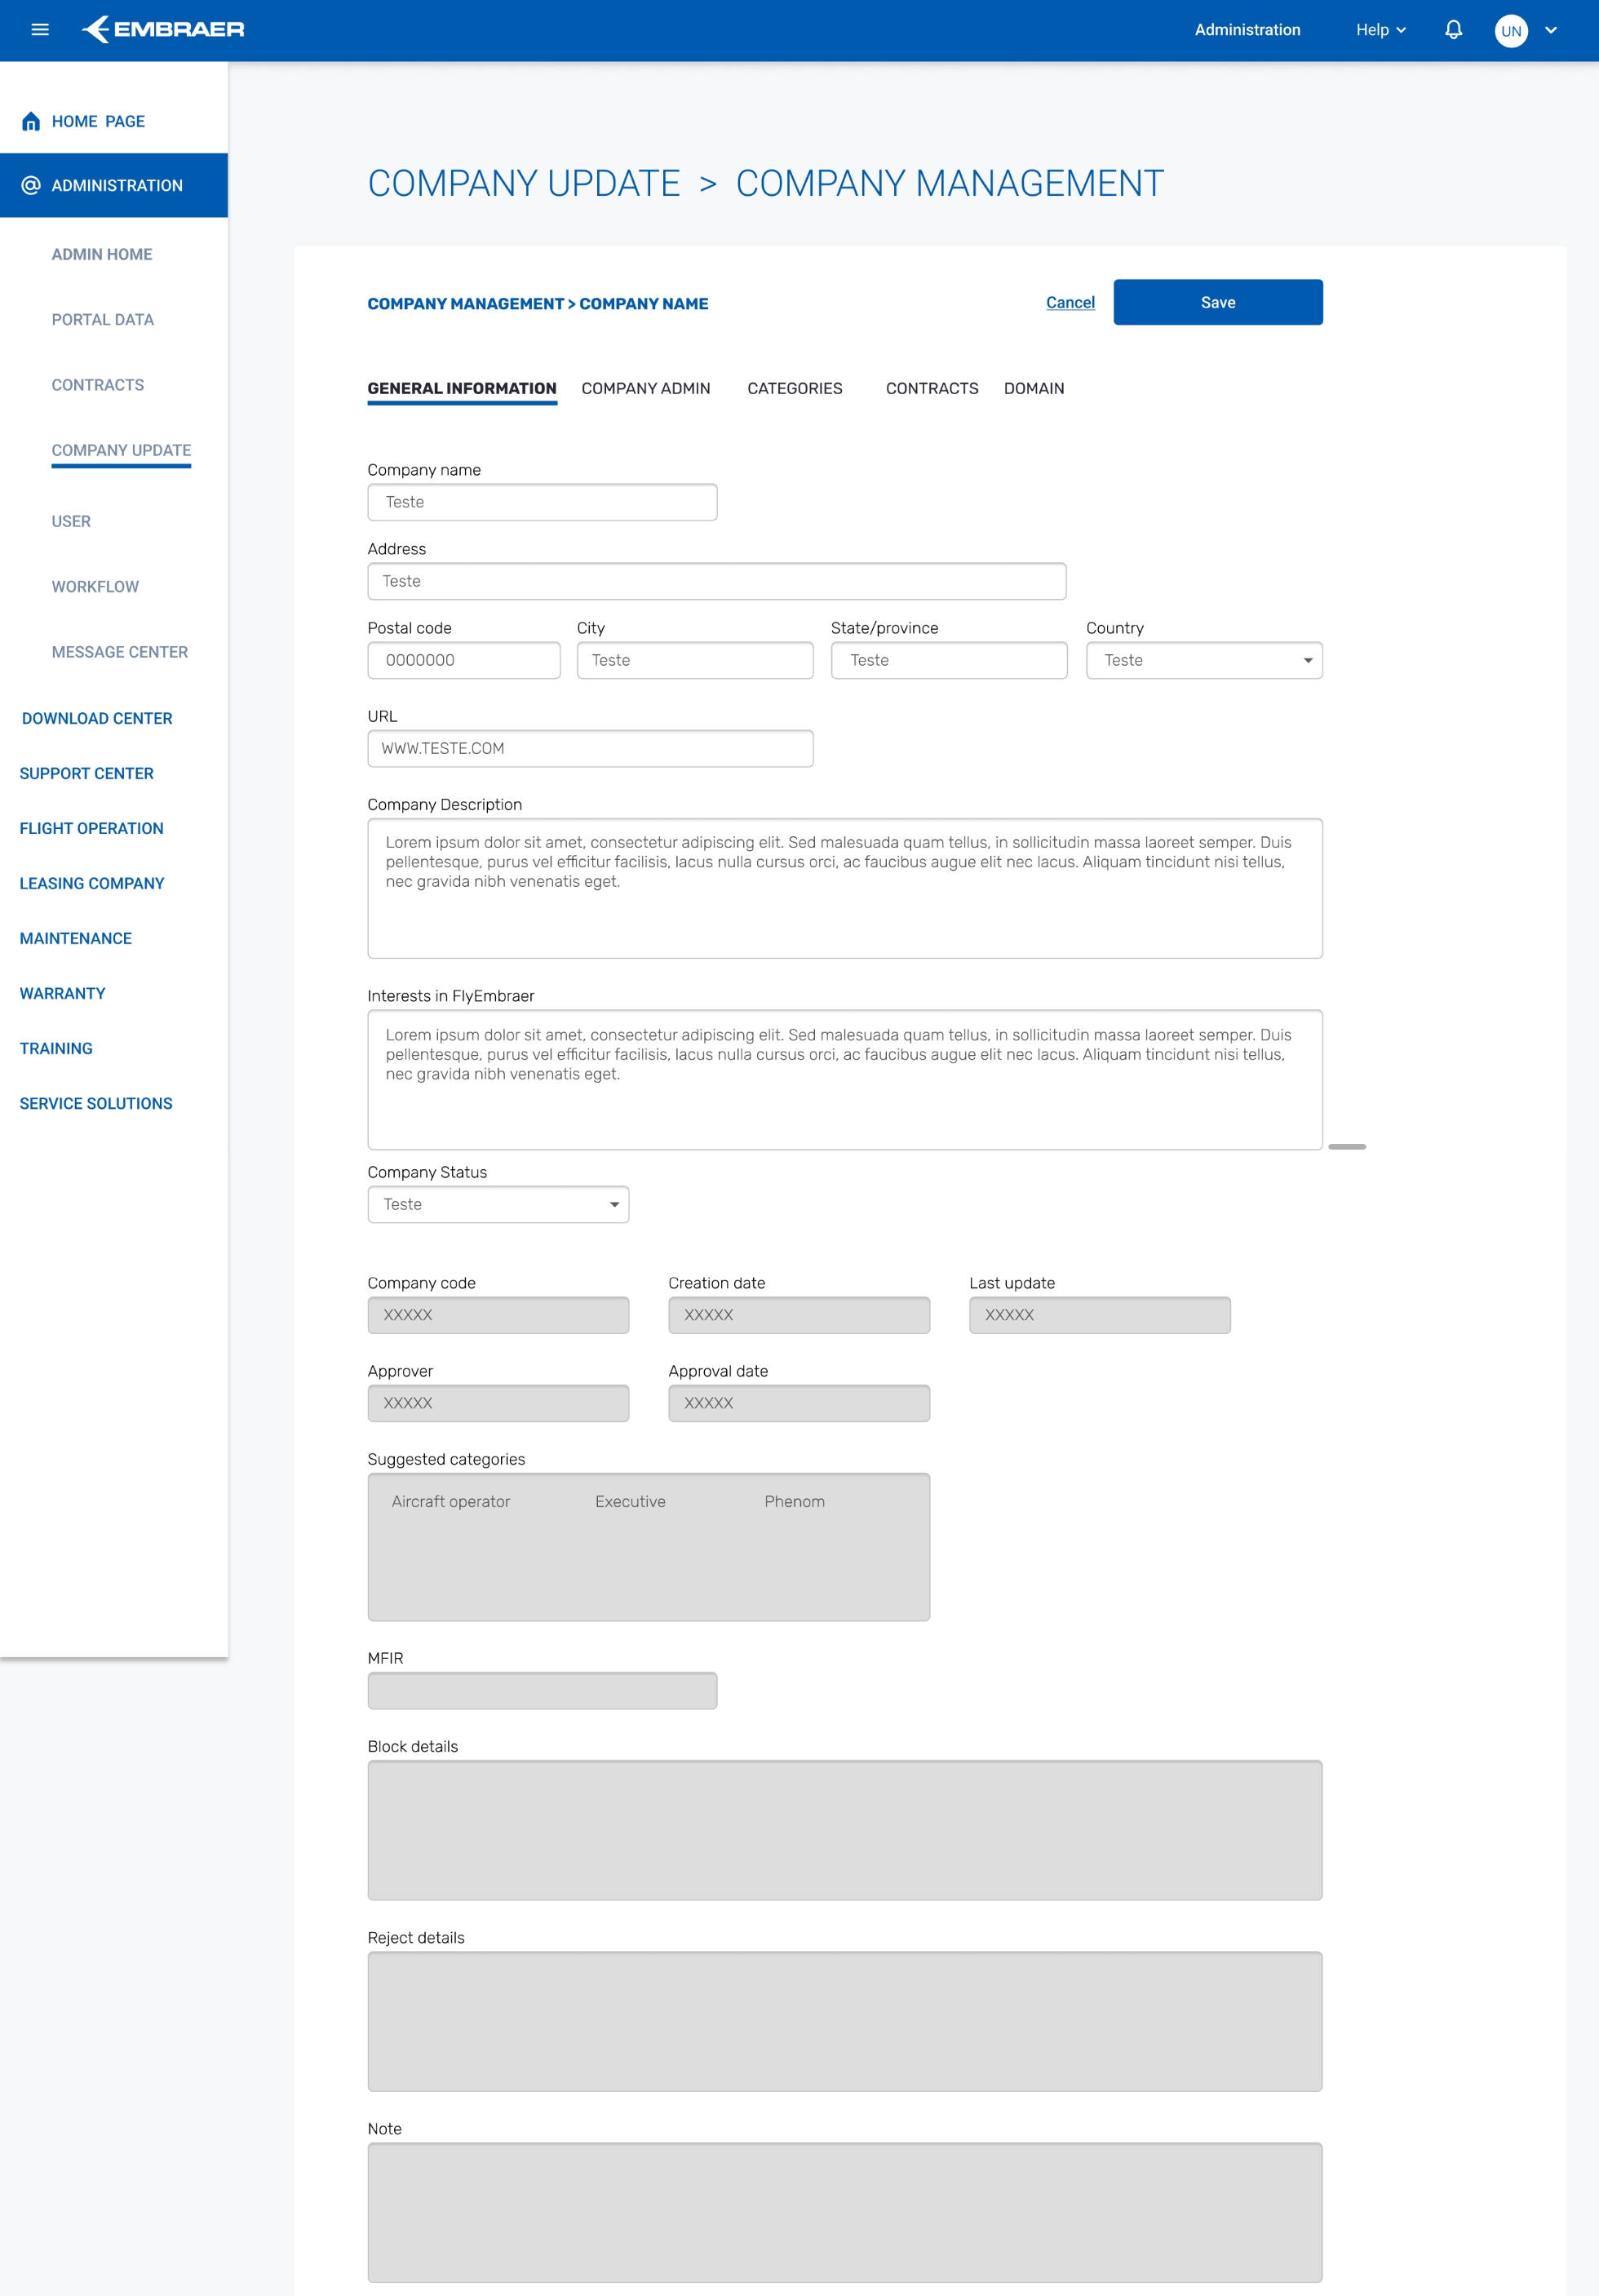 EMBRAER
Administration
Help
UN
HOME PAGE
ADMINISTRATION
ADMIN HOME
PORTAL DATA
CONTRACTS
COMPANY UPDATE
USER
WORKFLOW
MESSAGE CENTER
DOWNLOAD CENTER
SUPPORT CENTER
FLIGHT OPERATION
LEASING COMPANY
MAINTENANCE
WARRANTY
TRAINING
SERVICE SOLUTIONS
COMPANY UPDATE > COMPANY MANAGEMENT
COMPANY MANAGEMENT > COMPANY NAME
Cancel
Save
GENERAL INFORMATION
COMPANY ADMIN
CATEGORIES
CONTRACTS
DOMAIN
Company name
Teste
Address
Teste
Postal code
0000000
City
Teste
State/province
Teste
Country
Teste
URL
WWW.TESTE.COM
Company Description
Lorem ipsum dolor sit amet, consectetur adipiscing elit. Sed malesuada quam tellus, in sollicitudin massa laoreet semper. Duis
pellentesque, purus vel efficitur facilisis, lacus nulla cursus orci, ac faucibus augue elit nec lacus. Aliquam tincidunt nisi tellus,
nec gravida nibh venenatis eget.
Interests in FlyEmbraer
Lorem ipsum dolor sit amet, consectetur adipiscing elit. Sed malesuada quam tellus, in sollicitudin massa laoreet semper. Duis
pellentesque, purus vel efficitur facilisis, lacus nulla cursus orci, ac faucibus augue elit nec lacus. Aliquam tincidunt nisi tellus,
nec gravida nibh venenatis eget.
Company Status
Teste
Company code
XXXXX
Creation date
XXXXX
Last update
XXXXX
Approver
XXXXX
Approval date
XXXXX
Suggested categories
Aircraft operator
Executive
Phenom
MFIR
Block details
Reject details
Note